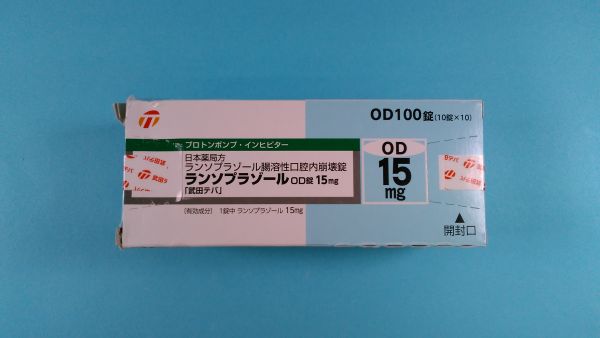 OD100錠(10錠×10)
プロトンポンプ・インヒビター
日本薬局方
ランソプラゾール腸溶性口腔内崩壊錠
ランソプラゾールOD錠15mg
「武田テバ」
〔有効成分〕 1錠中 ランソプラゾール 15mg
OD
15
mg
▲
開封口